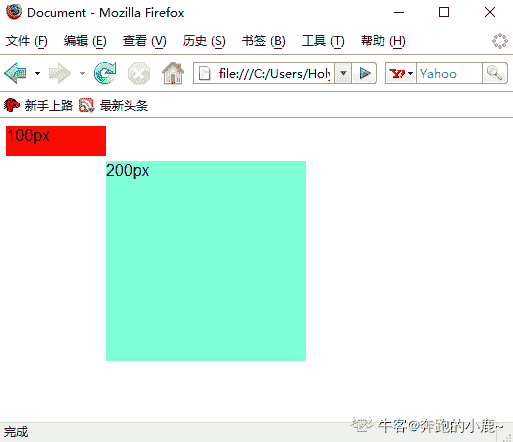 Document - Mozilla Firefox
文件 (F) 编辑 (E) 查看 (V) 历史 (S) 书签 (B) 工具 (T) 帮助 (H)
file:///C:/Users/Hol Yahoo
新手上路 最新头条
100px
200px
完成
牛客@奔跑的小鹿~